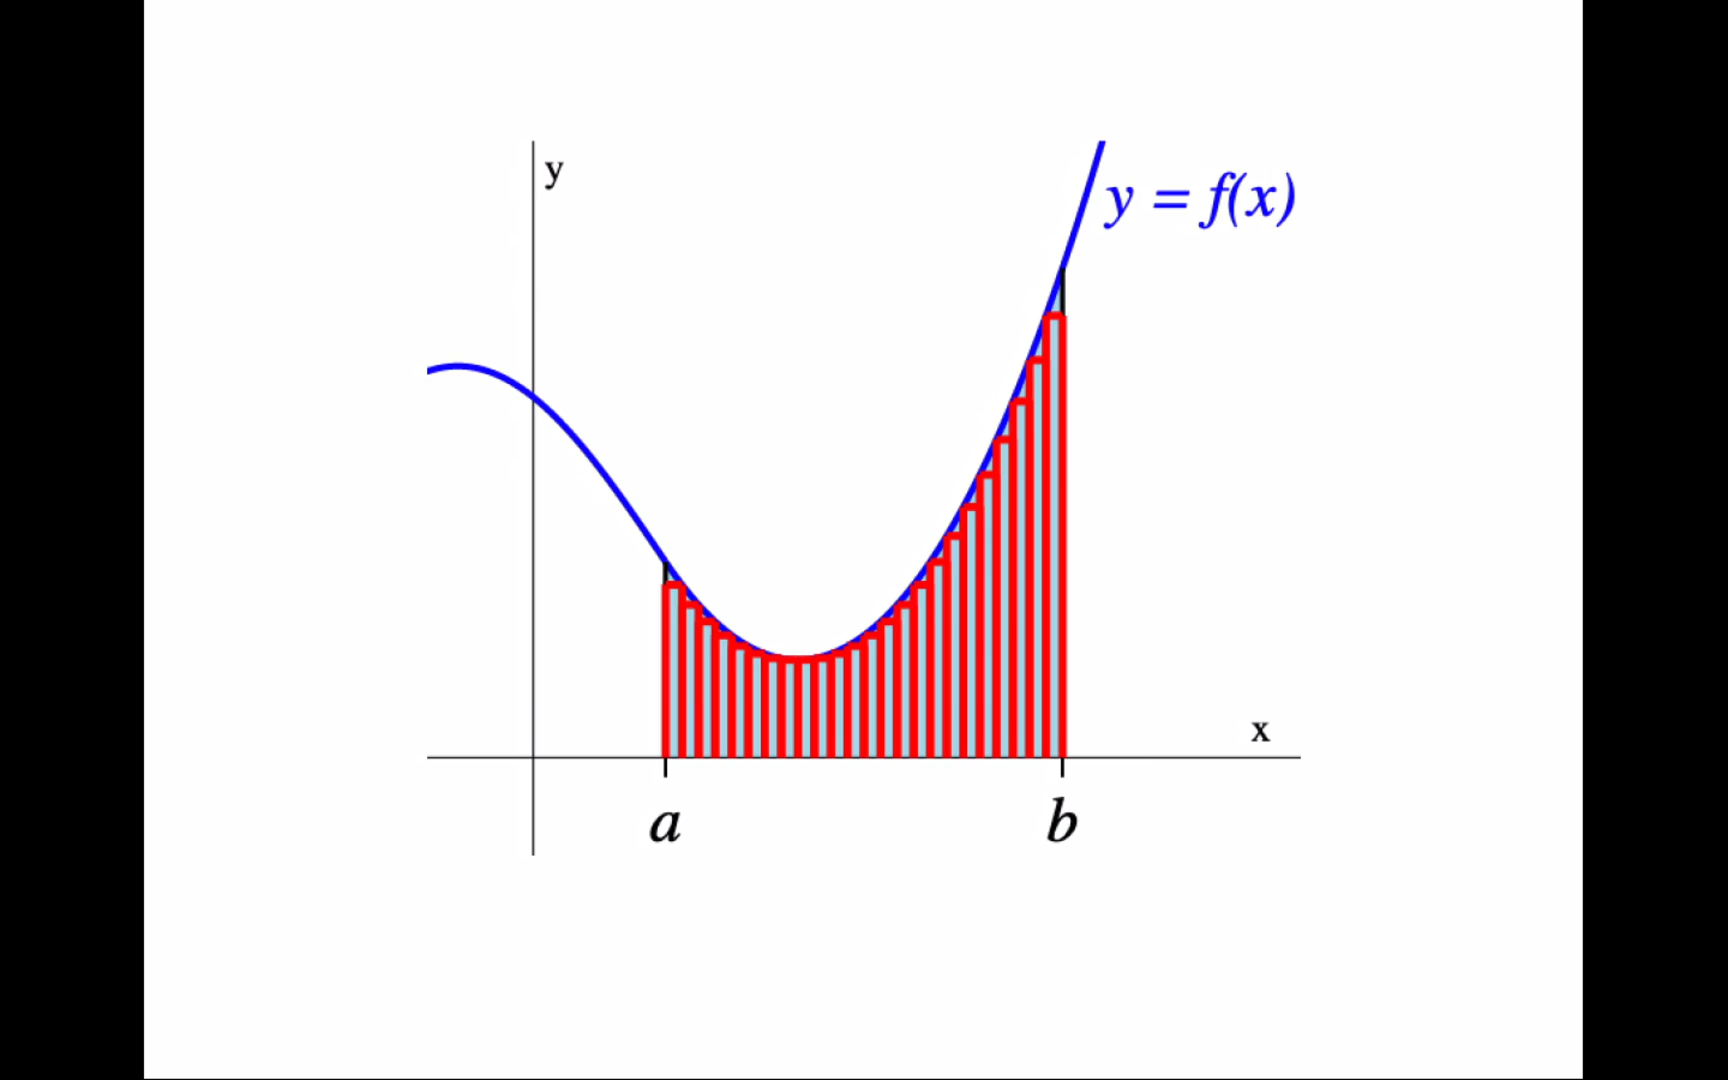 y
y = f(x)
x
a
b